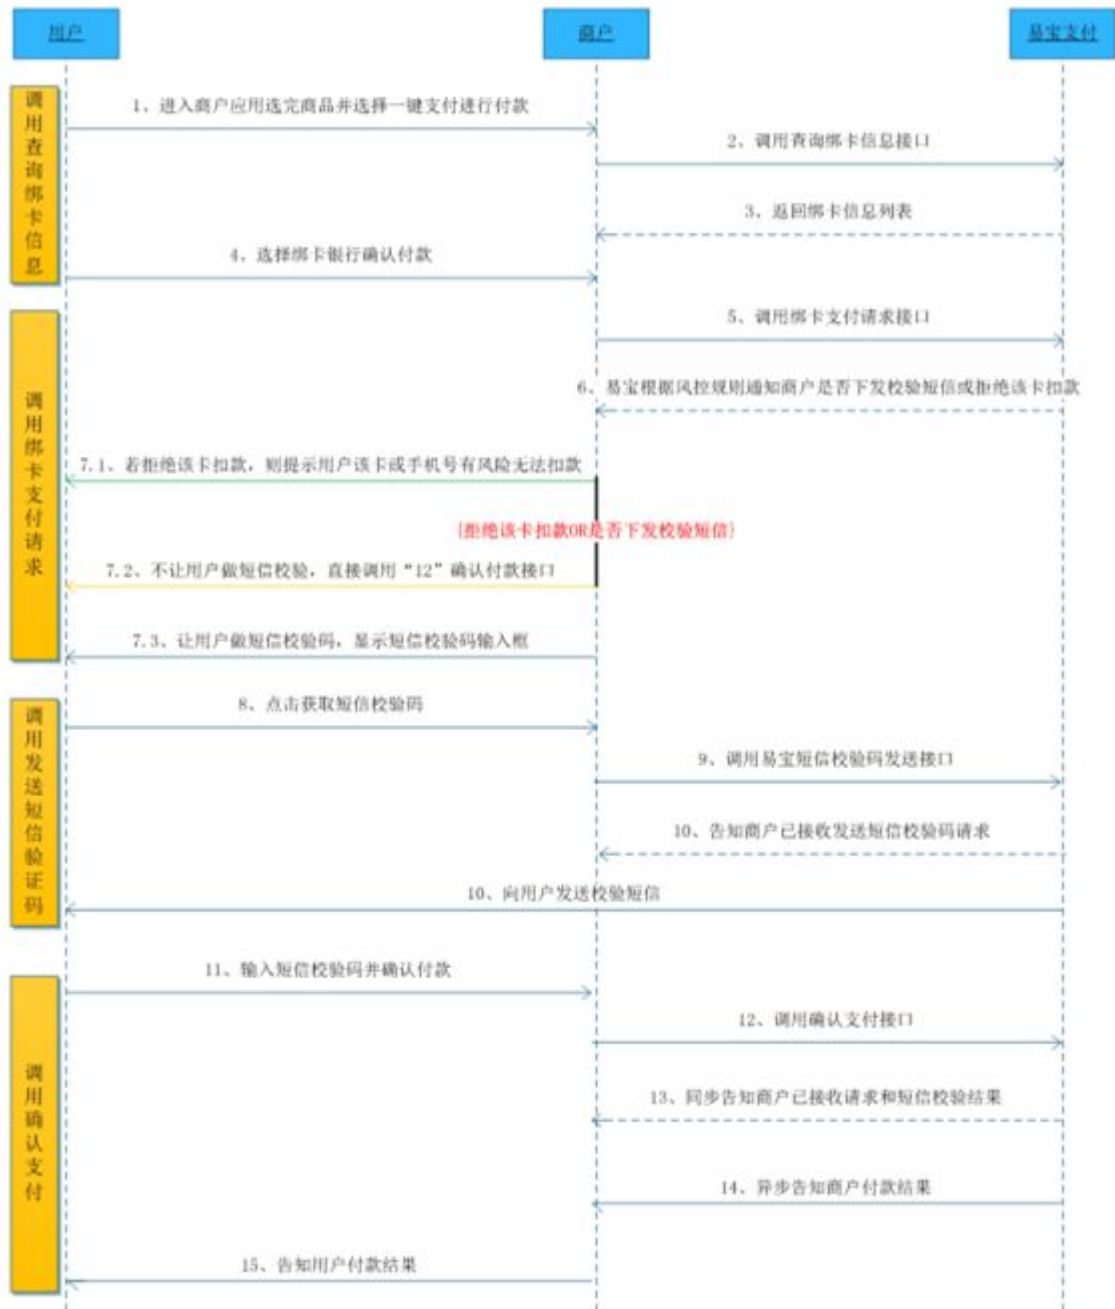 用户
商户
易宝支付
调用查询绑卡信息
1、进入商户应用选完商品并选择一键支付进行付款
2、调用查询绑卡信息接口
3、返回绑卡信息列表
4、选择绑卡银行确认付款
调用绑卡支付请求
5、调用绑卡支付请求接口
6、易宝根据风控规则通知商户是否下发校验短信或拒绝该卡扣款
7.1、若拒绝该卡扣款，则提示用户该卡或手机号有风险无法扣款
{拒绝该卡扣款OR是否下发校验短信}
7.2、不让用户做短信校验，直接调用“12”确认付款接口
7.3、让用户做短信校验码，显示短信校验码输入框
调用发送短信验证码
8、点击获取短信校验码
9、调用易宝短信校验码发送接口
10、告知商户已接收发送短信校验码请求
10、向用户发送校验短信
调用确认支付
11、输入短信校验码并确认付款
12、调用确认支付接口
13、同步告知商户已接收请求和短信校验结果
14、异步告知商户付款结果
15、告知用户付款结果